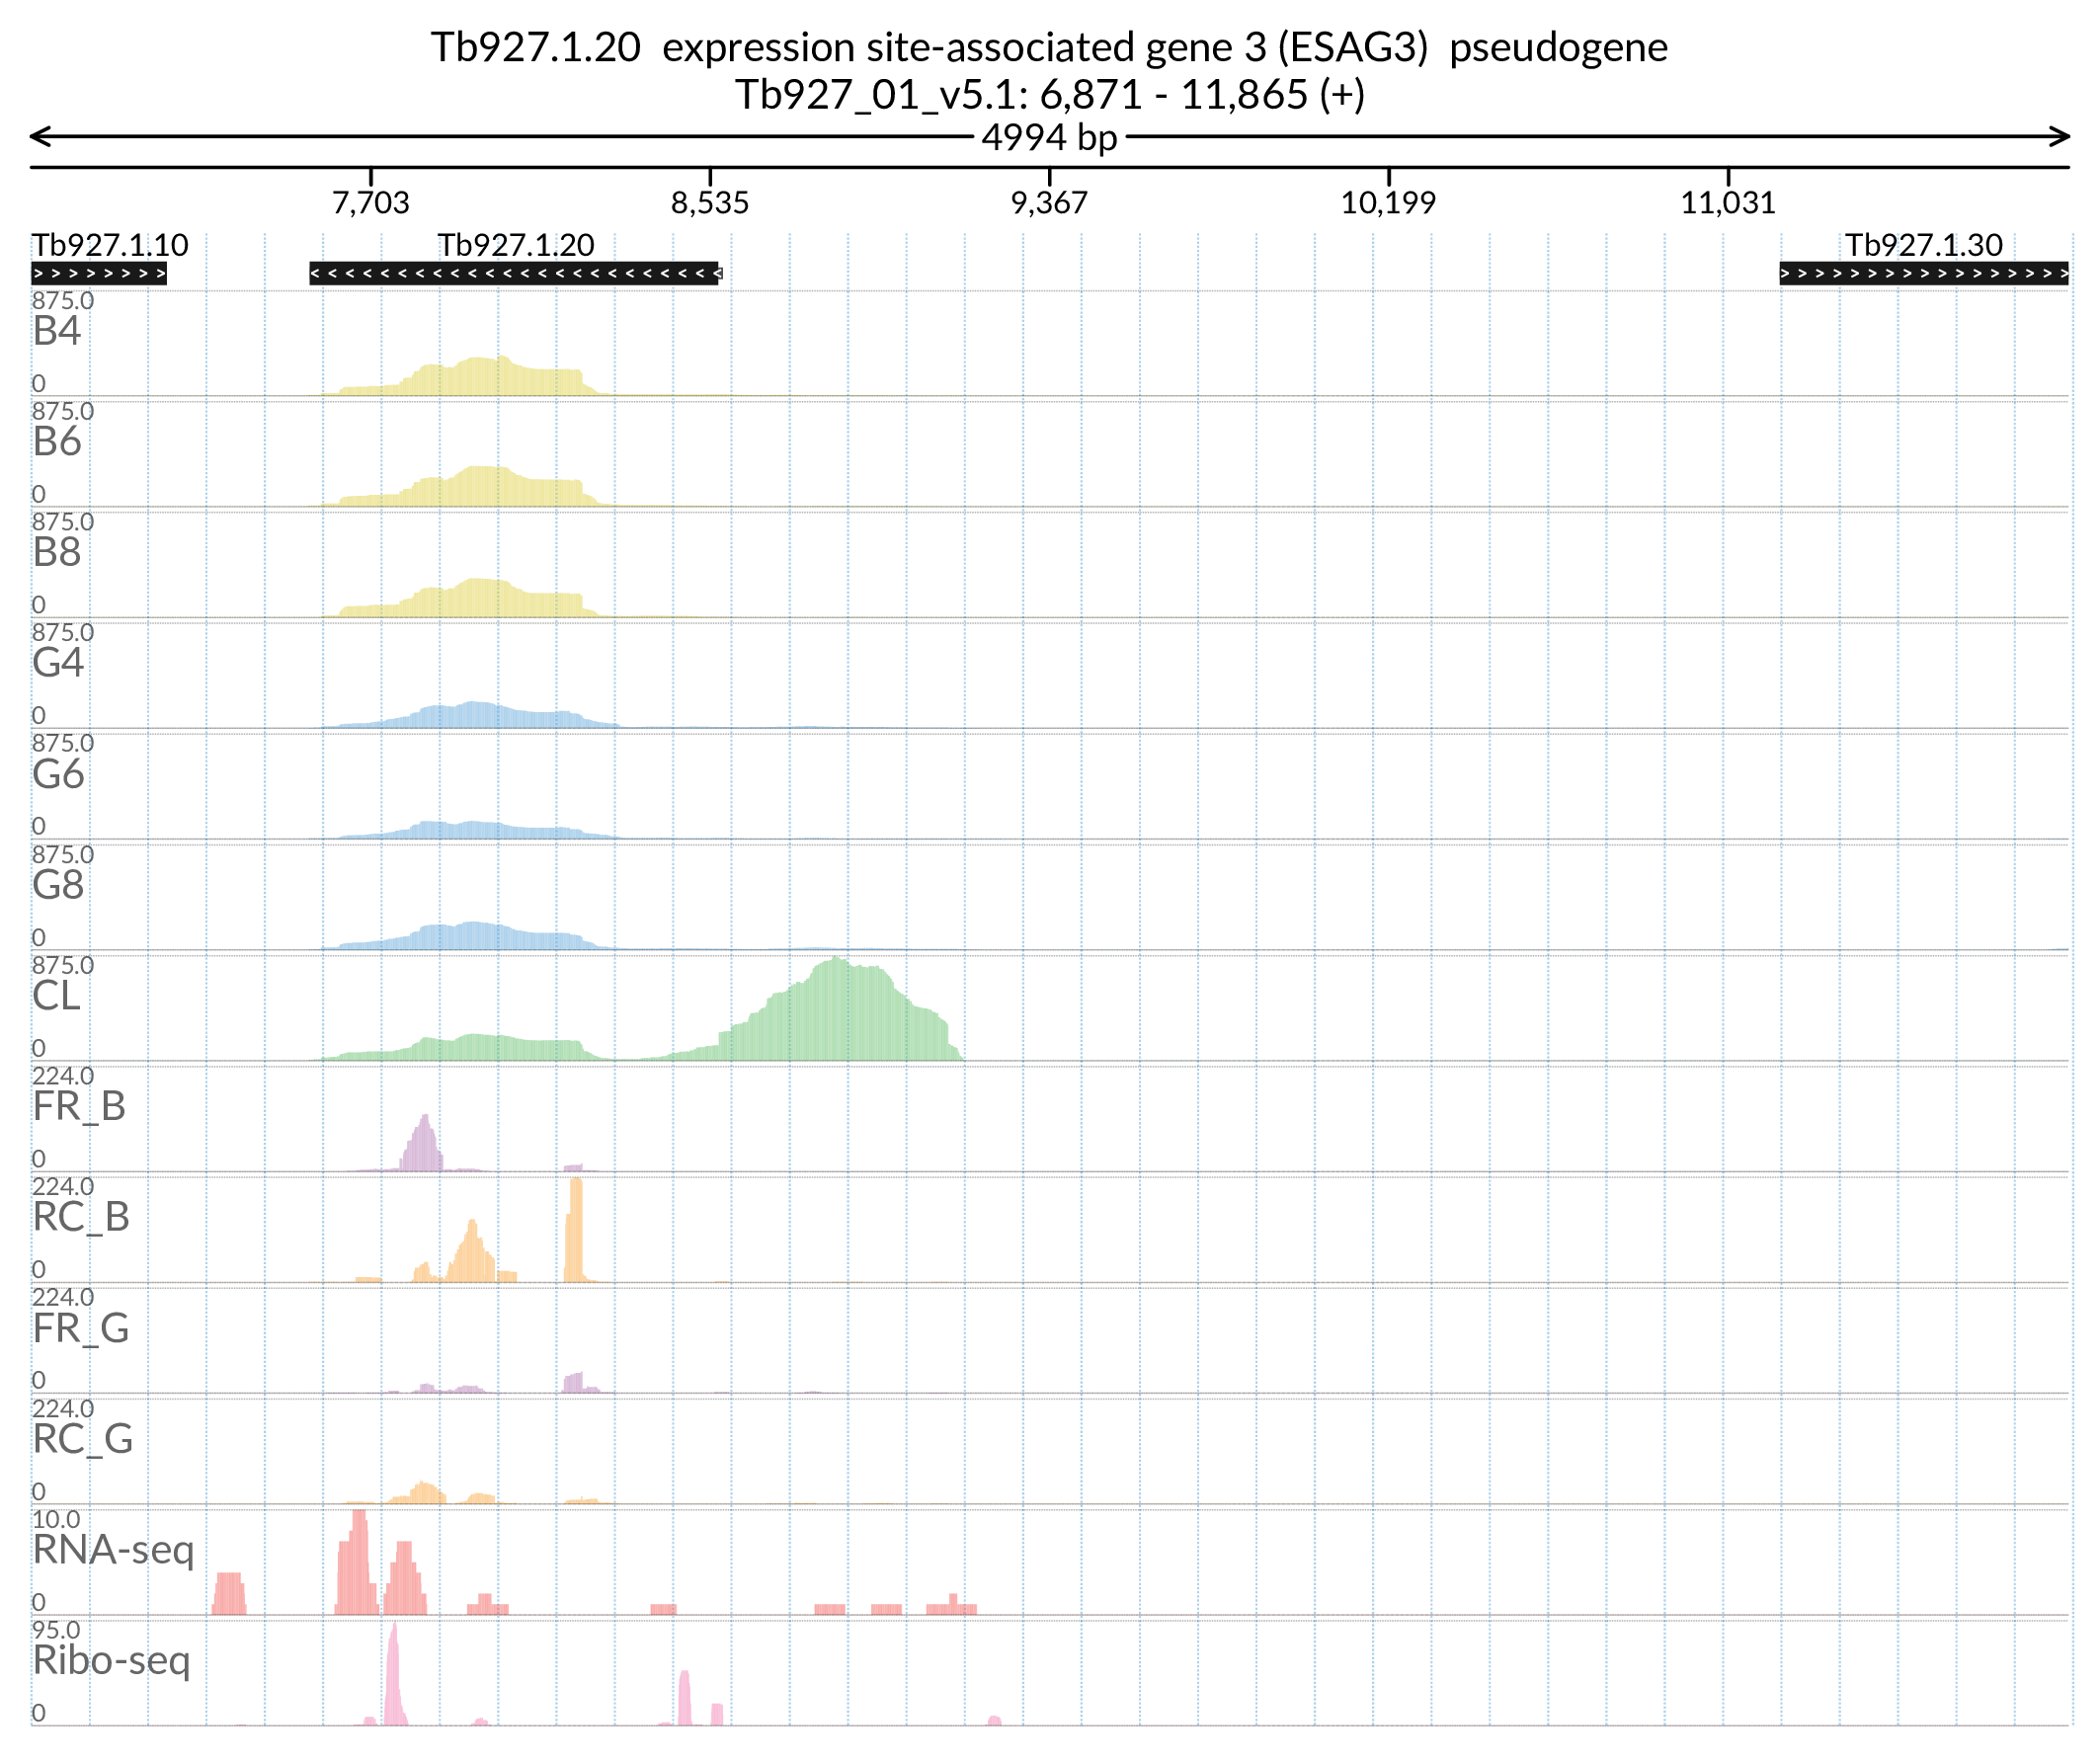 Tb927.1.20  expression site-associated gene 3 (ESAG3)  pseudogene
Tb927_01_v5.1: 6,871 - 11,865 (+)
4994 bp
7,703 8,535 9,367 10,199 11,031
Tb927.1.10 Tb927.1.20 Tb927.1.30
875.0
B4
0
875.0
B6
0
875.0
B8
0
875.0
G4
0
875.0
G6
0
875.0
G8
0
875.0
CL
0
224.0
FR_B
0
224.0
RC_B
0
224.0
FR_G
0
224.0
RC_G
0
10.0
RNA-seq
0
95.0
Ribo-seq
0